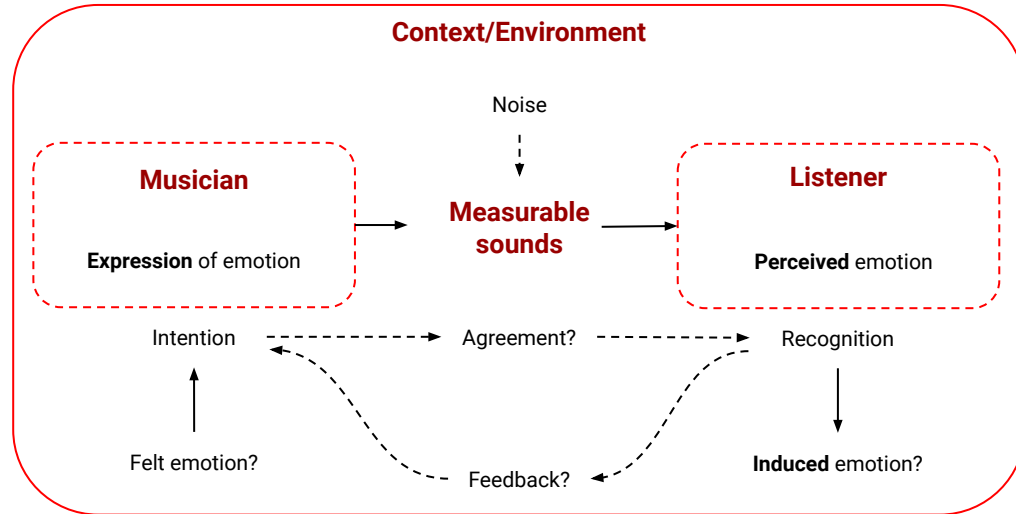 Context/Environment
Noise
Musician
Listener
Measurable
sounds
Expression of emotion
Perceived emotion
Intention
Agreement?
Recognition
Felt emotion?
Feedback?
Induced emotion?